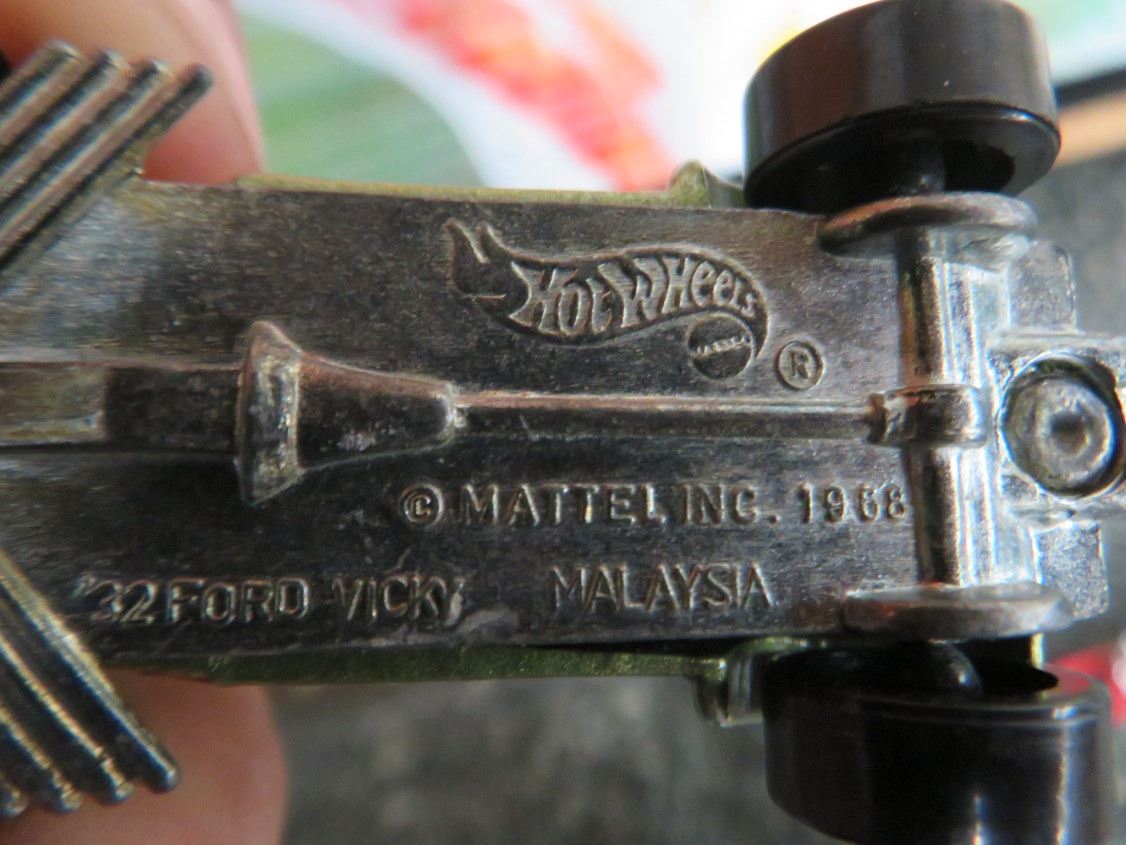 Hot Wheels
®
© MATTEL INC. 1968
'32 FORD VICKY MALAYSIA